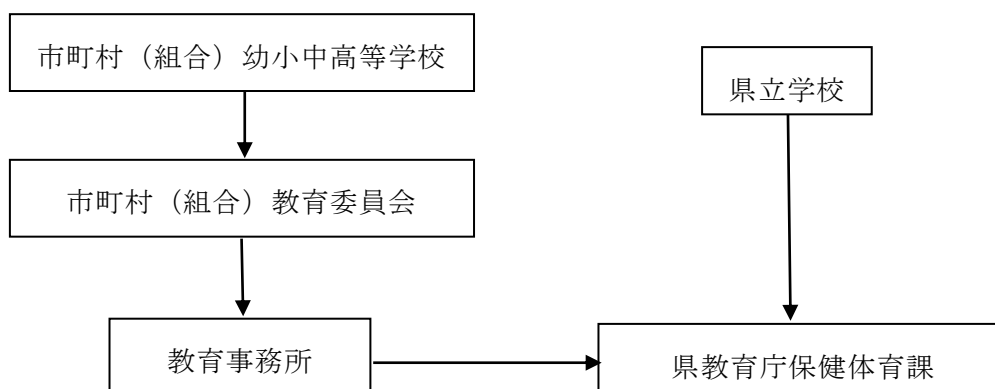 市町村（組合）幼小中高等学校
県立学校
市町村（組合）教育委員会
教育事務所
県教育庁保健体育課